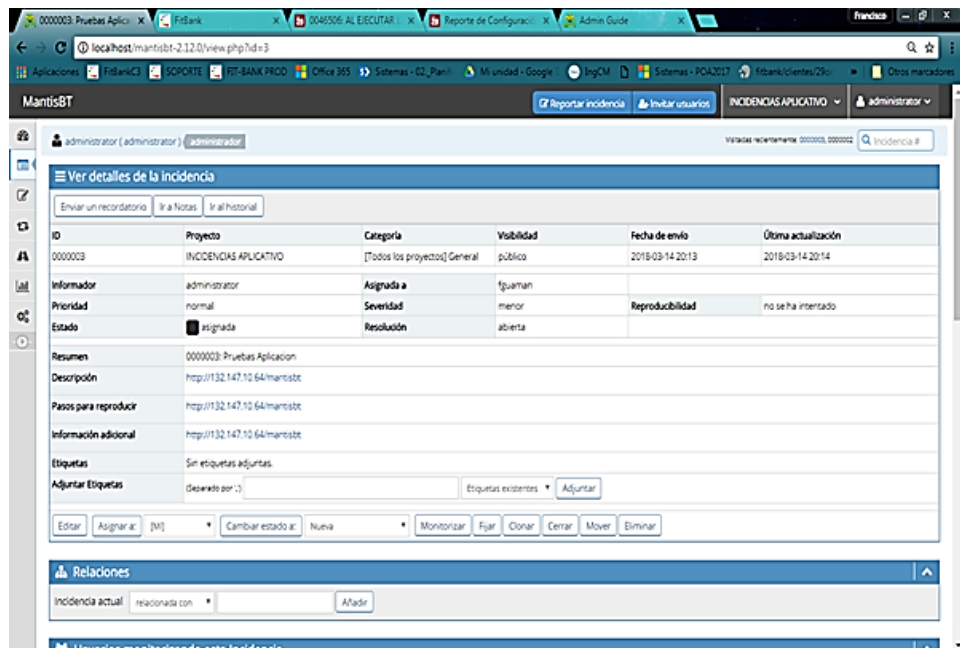 0000003: Pruebas Aplica
FitBank
0046506: AL EJECUTAR
Reporte de Configuració
Admin Guide
Francisco
localhost/mantisbt-2.12.0/view.php?id=3
Aplicaciones FitBankC3 SOPORTE FIT-BANK PROD Office 365 Mi unidad - Google IngCM Sistemas - POA2017 Otros marcadores
MantisBT
Reportar incidencia
Invitar usuarios
INCIDENCIAS APLICATIVO
administrator
administrator ( administrator ) administrador
Visitadas recientemente: 0000003, 0000002
Incidencia #
Ver detalles de la incidencia
Enviar un recordatorio Ir a Notas Ir al historial
ID Proyecto Categoría Visibilidad Fecha de envío Última actualización
0000003 INCIDENCIAS APLICATIVO [Todos los proyectos] General público 2018-03-14 20:13 2018-03-14 20:14
Informador administrator Asignada a fguaman
Prioridad normal Severidad menor Reproducibilidad no se ha intentado
Estado asignada Resolución abierta
Resumen 0000003: Pruebas Aplicacion
Descripción http://132.147.10.64/mantisbt
Pasos para reproducir http://132.147.10.64/mantisbt
Información adicional http://132.147.10.64/mantisbt
Etiquetas Sin etiquetas adjuntas.
Adjuntar Etiquetas (Separado por ',') Etiquetas existentes Adjuntar
Editar Asignar a: [Mí] Cambiar estado a: Nueva Monitorizar Fijar Clonar Cerrar Mover Eliminar
Relaciones
Incidencia actual relacionada con Añadir
Usuarios monitorizando esta incidencia